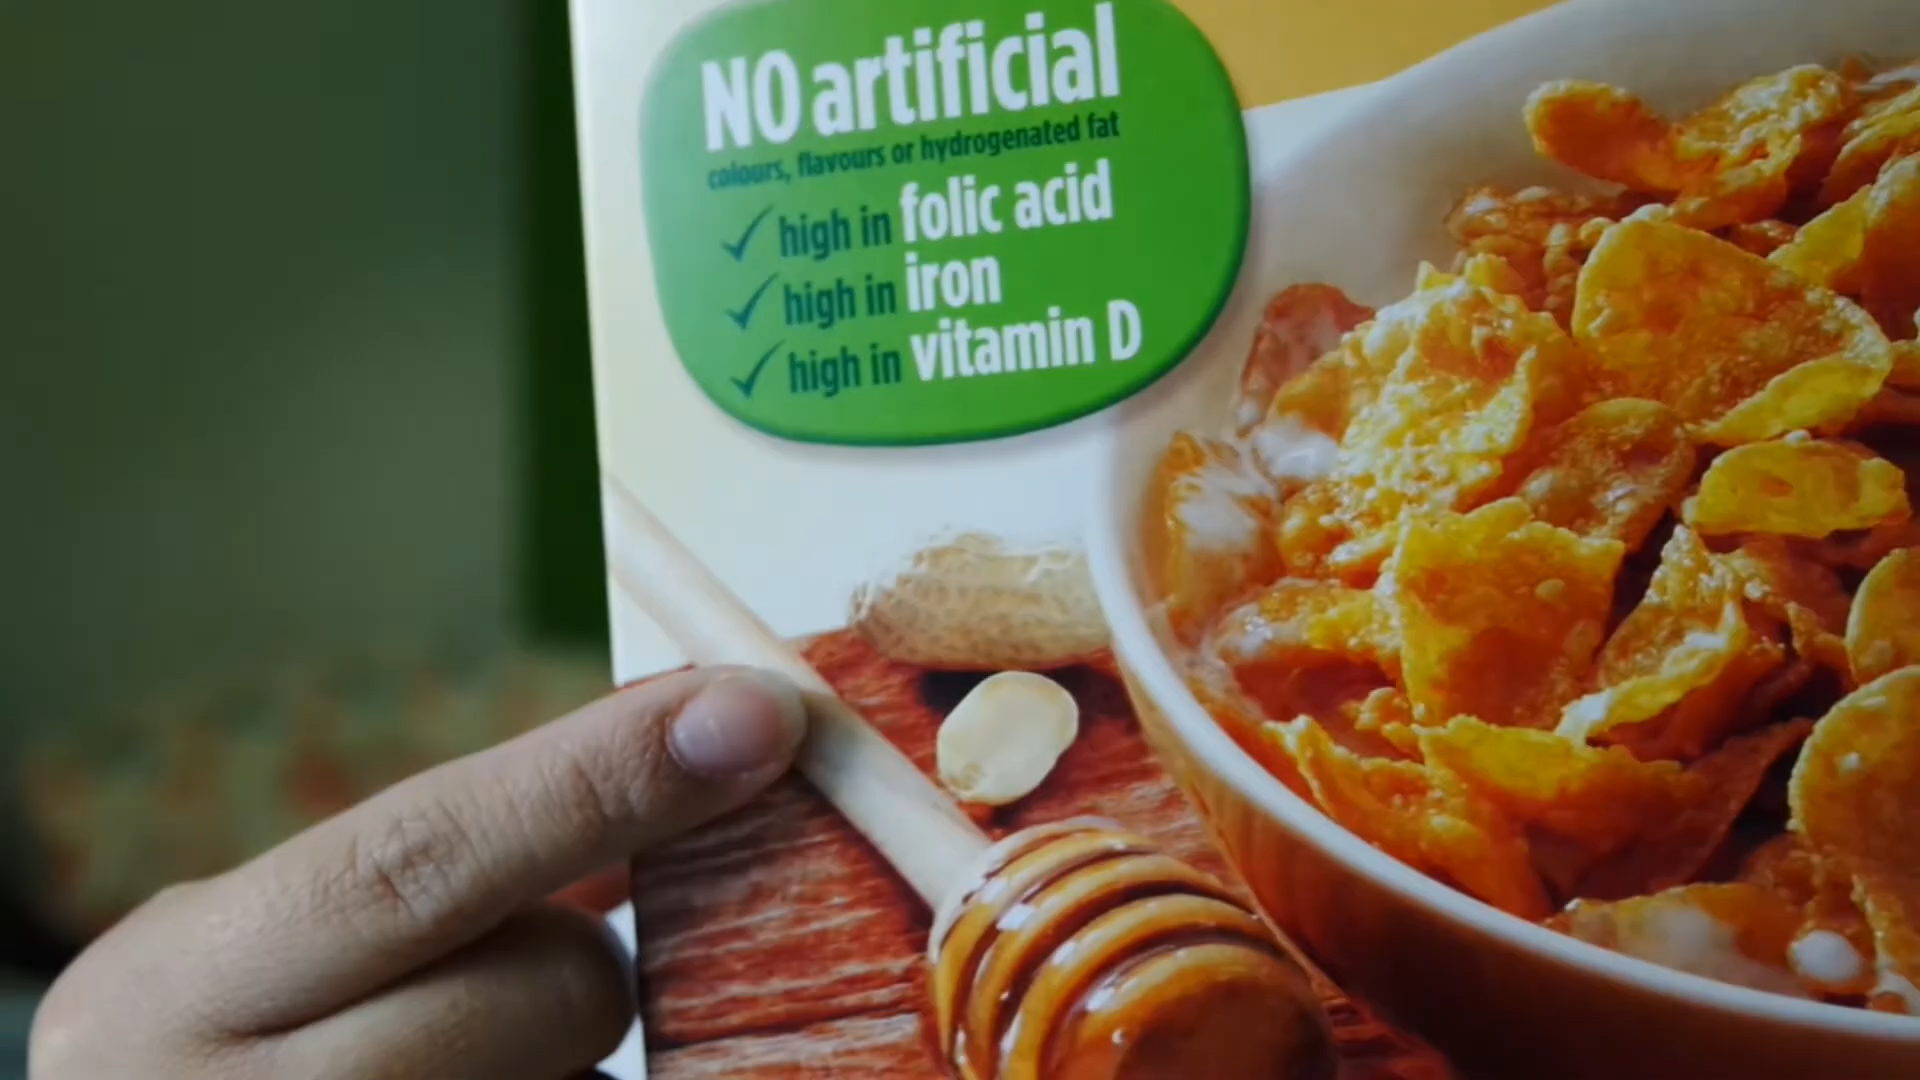 NO artificial
colours, flavours or hydrogenated fat
✓ high in folic acid
✓ high in iron
✓ high in vitamin D